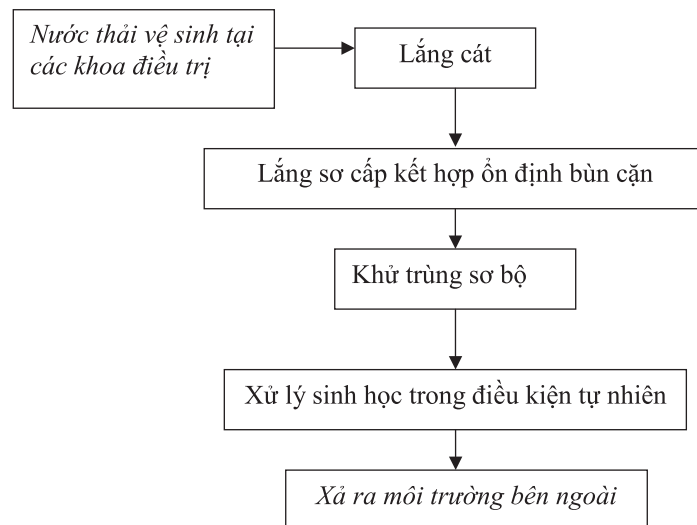 Nước thải vệ sinh tại
các khoa điều trị
Lắng cát
Lắng sơ cấp kết hợp ổn định bùn cặn
Khử trùng sơ bộ
Xử lý sinh học trong điều kiện tự nhiên
Xả ra môi trường bên ngoài